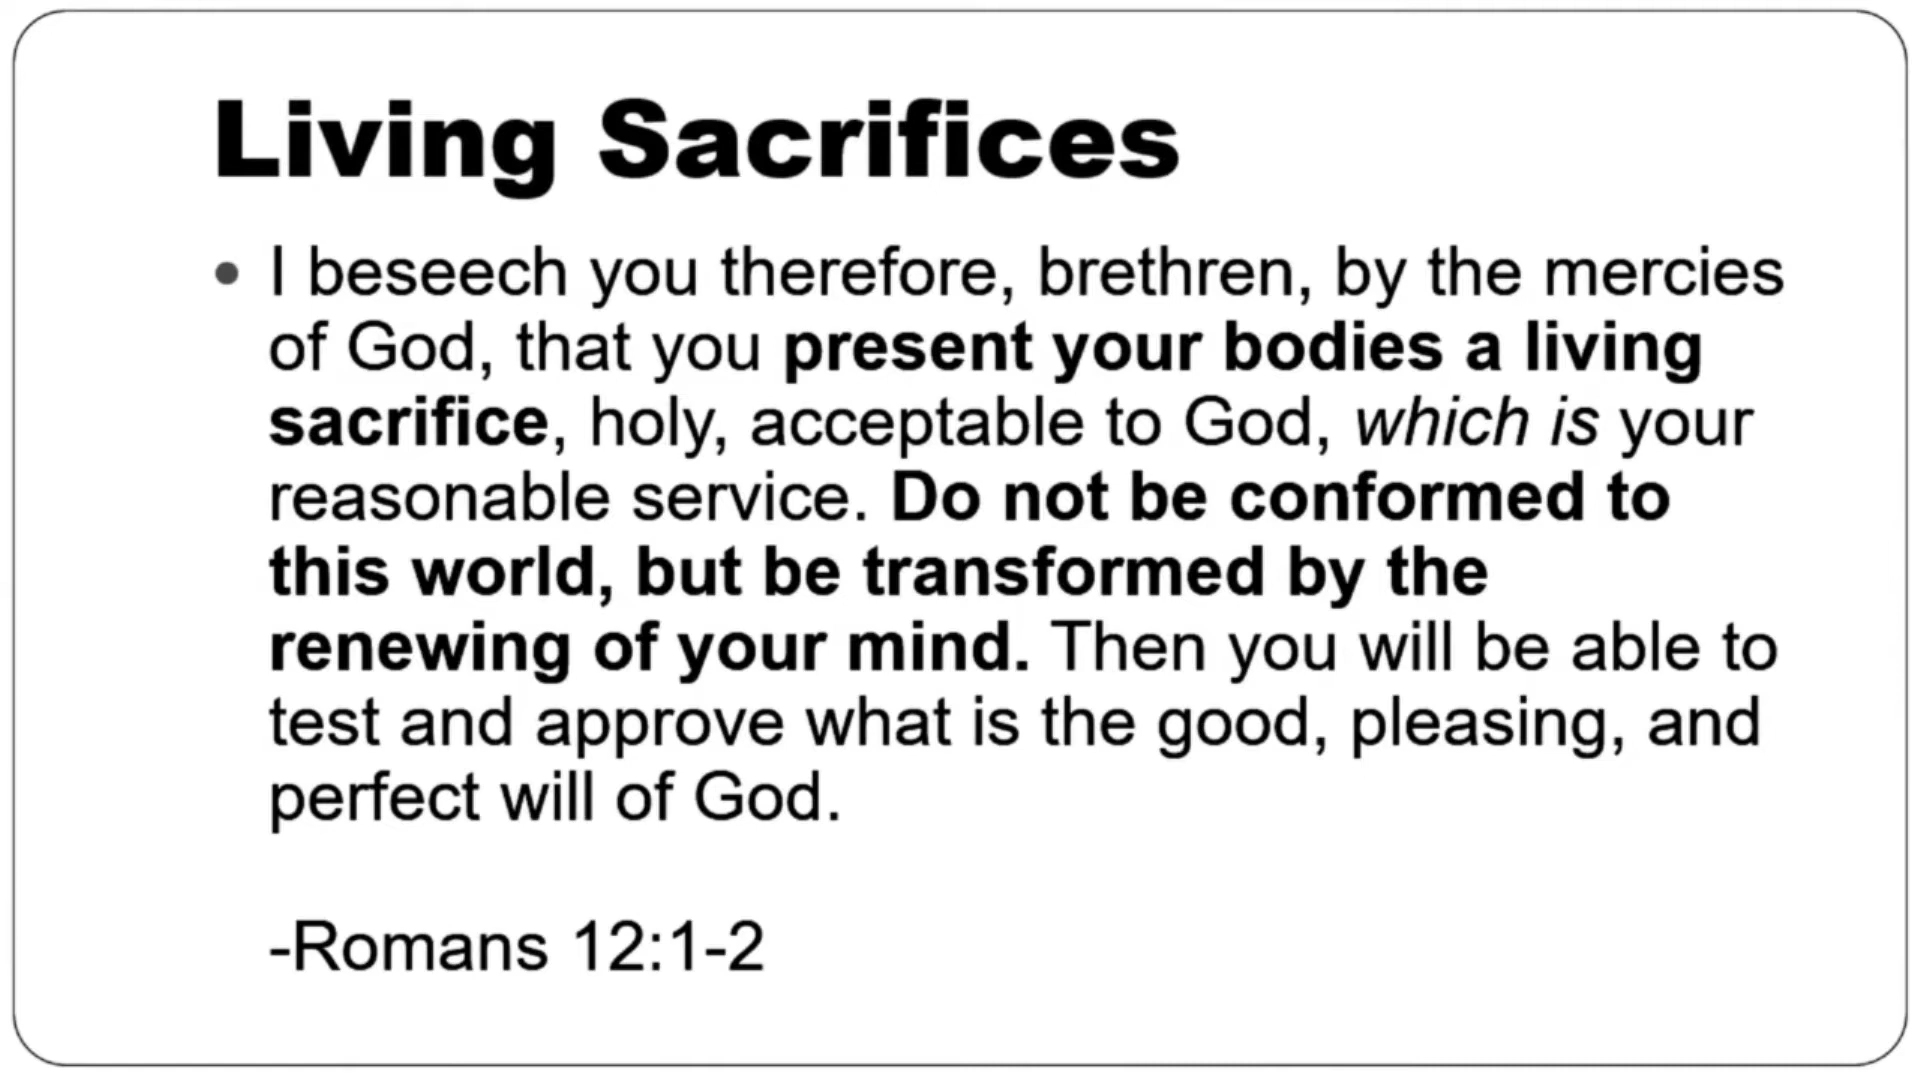 Living Sacrifices
• I beseech you therefore, brethren, by the mercies
of God, that you present your bodies a living
sacrifice, holy, acceptable to God, which is your
reasonable service. Do not be conformed to
this world, but be transformed by the
renewing of your mind. Then you will be able to
test and approve what is the good, pleasing, and
perfect will of God.
-Romans 12:1-2